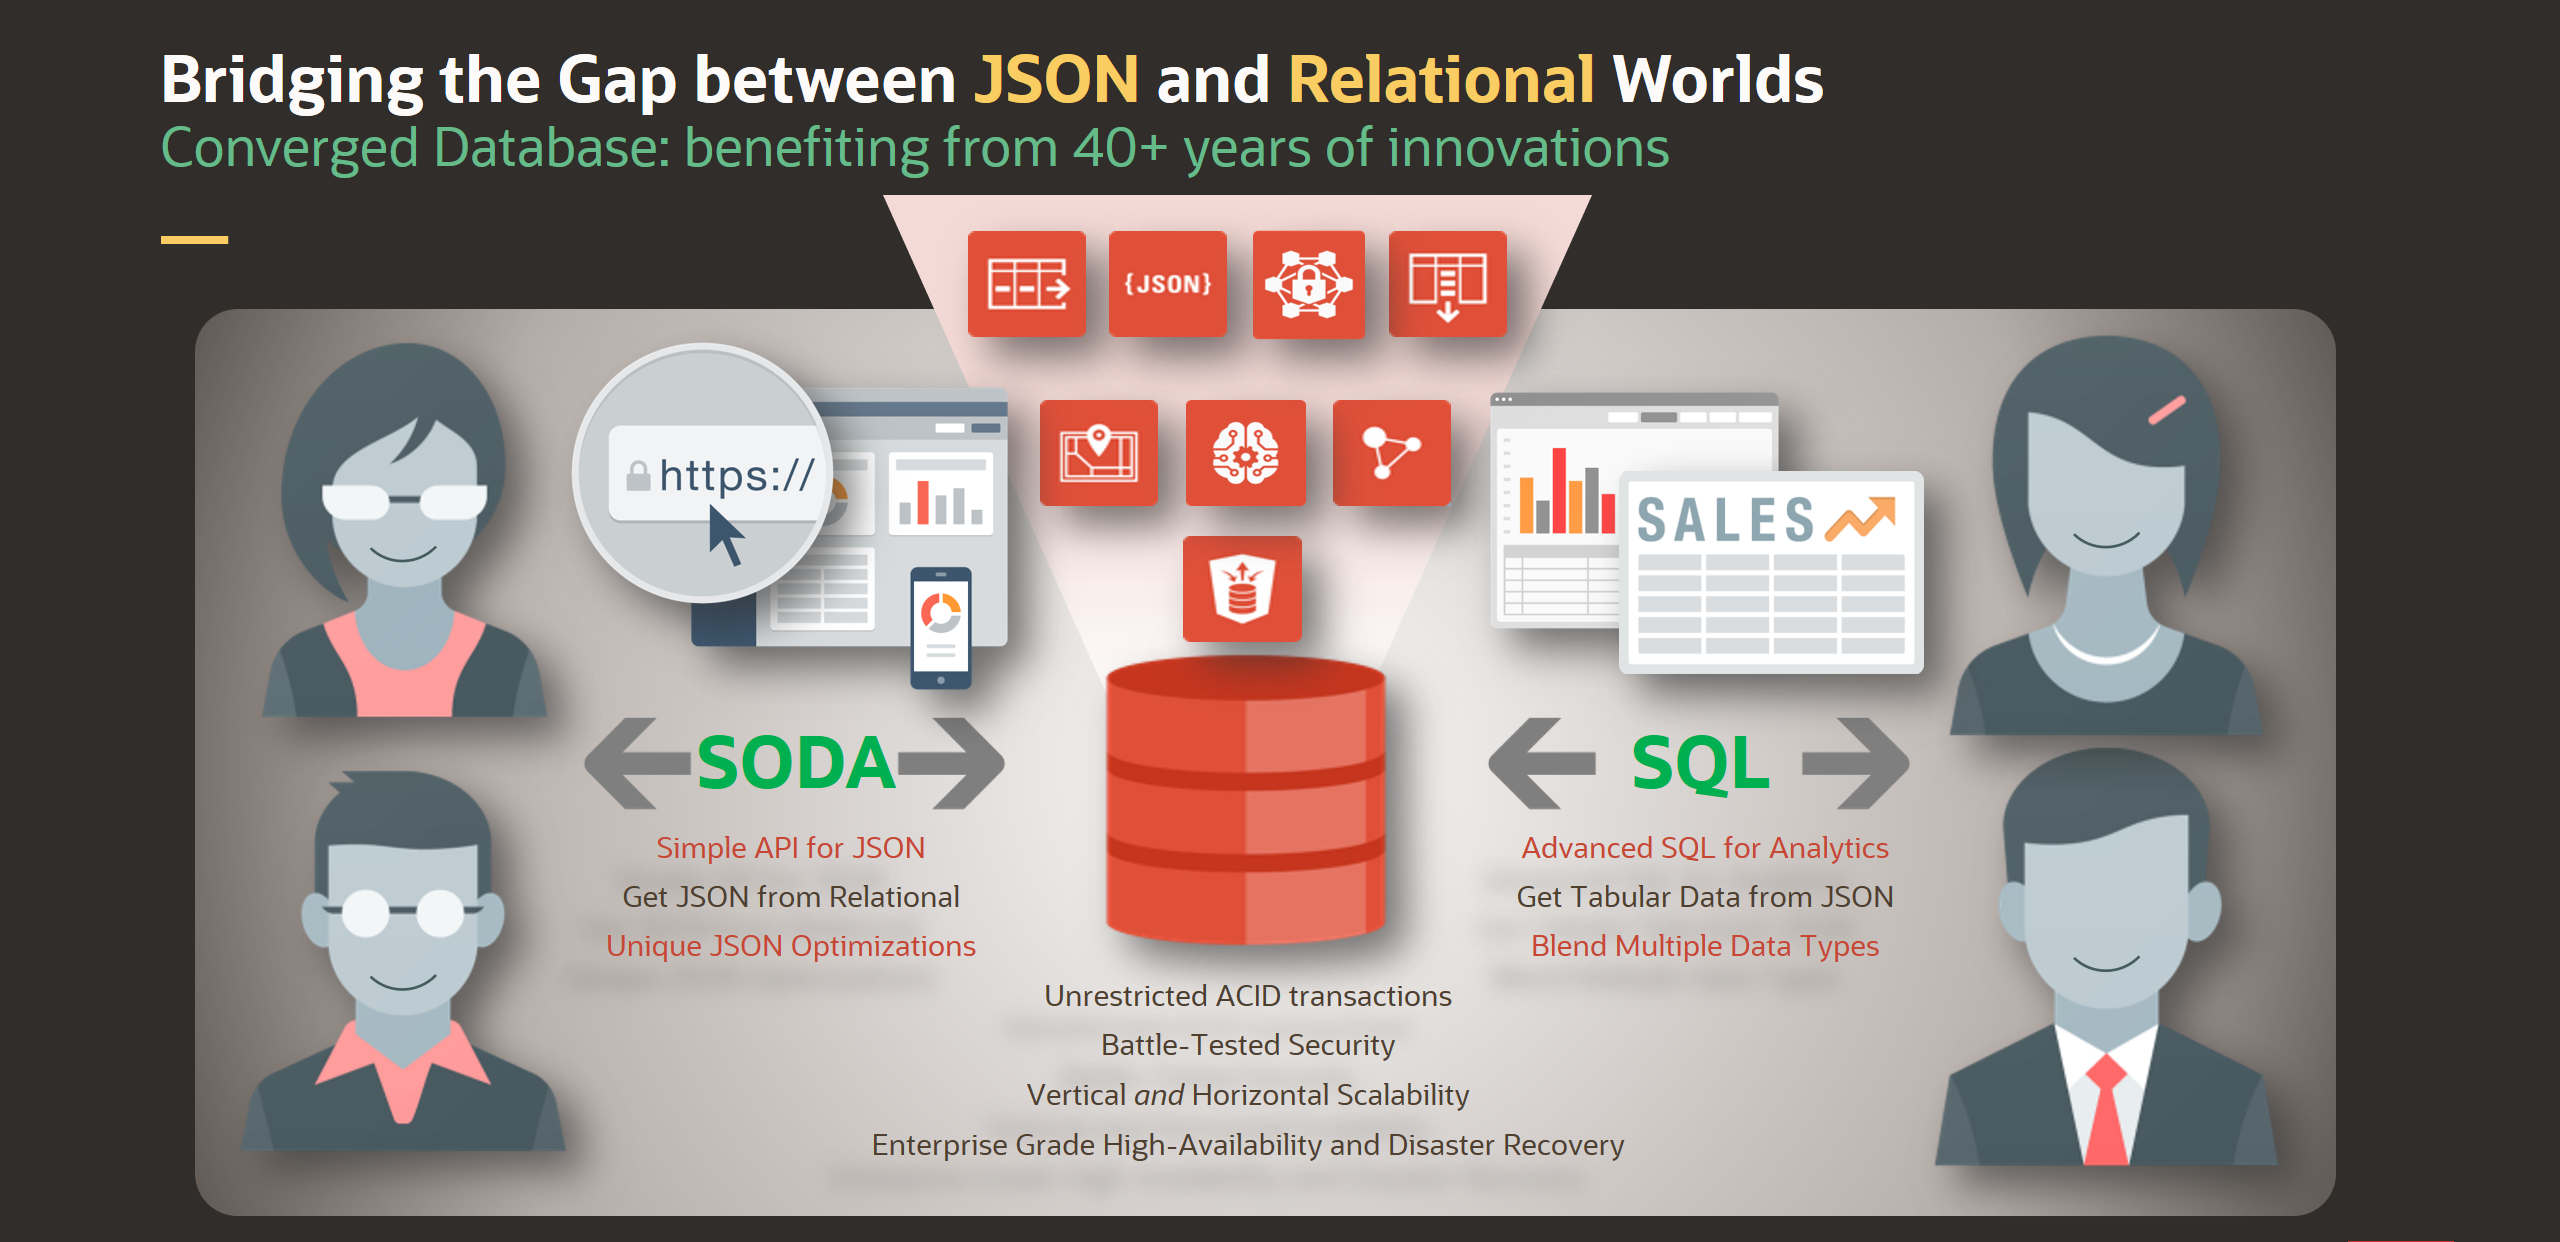 Bridging the Gap between JSON and Relational Worlds
Converged Database: benefiting from 40+ years of innovations
{JSON}
https://
SALES
SODA
Simple API for JSON
Get JSON from Relational
Unique JSON Optimizations
SQL
Advanced SQL for Analytics
Get Tabular Data from JSON
Blend Multiple Data Types
Unrestricted ACID transactions
Battle-Tested Security
Vertical and Horizontal Scalability
Enterprise Grade High-Availability and Disaster Recovery